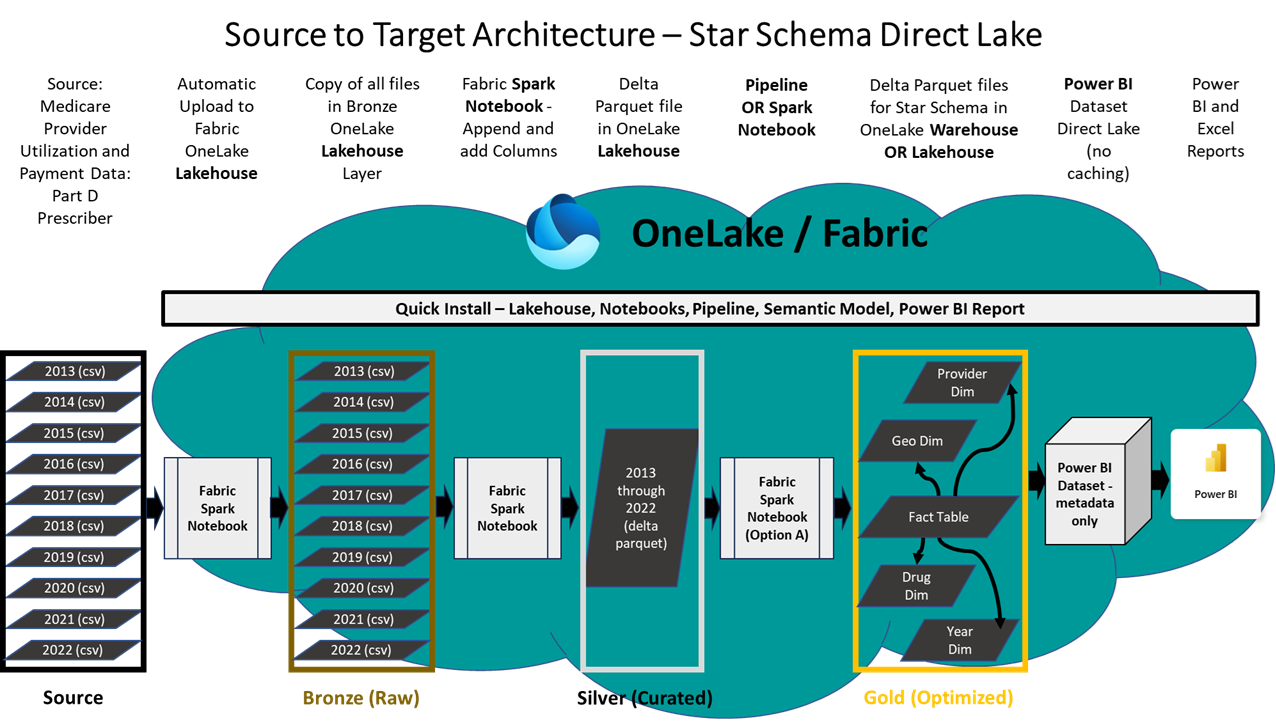 Source to Target Architecture – Star Schema Direct Lake
Source:
Medicare
Provider
Utilization and
Payment Data:
Part D
Prescriber
Automatic
Upload to
Fabric
OneLake
Lakehouse
Copy of all files
in Bronze
OneLake
Lakehouse
Layer
Fabric Spark
Notebook -
Append and
add Columns
Delta
Parquet file
in OneLake
Lakehouse
Pipeline
OR Spark
Notebook
Delta Parquet files
for Star Schema in
OneLake Warehouse
OR Lakehouse
Power BI
Dataset
Direct Lake
(no
caching)
Power
BI and
Excel
Reports
OneLake / Fabric
Quick Install – Lakehouse, Notebooks, Pipeline, Semantic Model, Power BI Report
2013 (csv)
2014 (csv)
2015 (csv)
2016 (csv)
2017 (csv)
2018 (csv)
2019 (csv)
2020 (csv)
2021 (csv)
2022 (csv)
Source
Fabric
Spark
Notebook
2013 (csv)
2014 (csv)
2015 (csv)
2016 (csv)
2017 (csv)
2018 (csv)
2019 (csv)
2020 (csv)
2021 (csv)
2022 (csv)
Bronze (Raw)
Fabric
Spark
Notebook
2013
through
2022
(delta
parquet)
Silver (Curated)
Fabric
Spark
Notebook
(Option A)
Provider
Dim
Geo Dim
Fact Table
Drug
Dim
Year
Dim
Gold (Optimized)
Power BI
Dataset -
metadata
only
Power BI